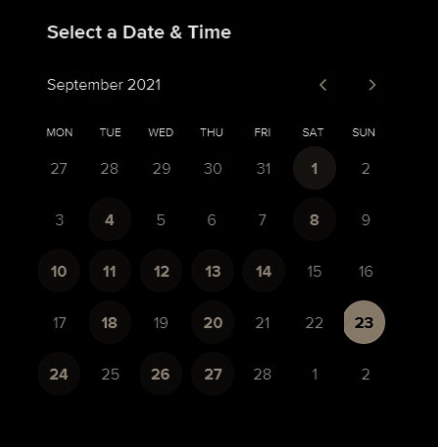 Select a Date & Time
September 2021
MON TUE WED THU FRI SAT SUN
27 28 29 30 31 1 2
3 4 5 6 7 8 9
10 11 12 13 14 15 16
17 18 19 20 21 22 23
24 25 26 27 28 1 2